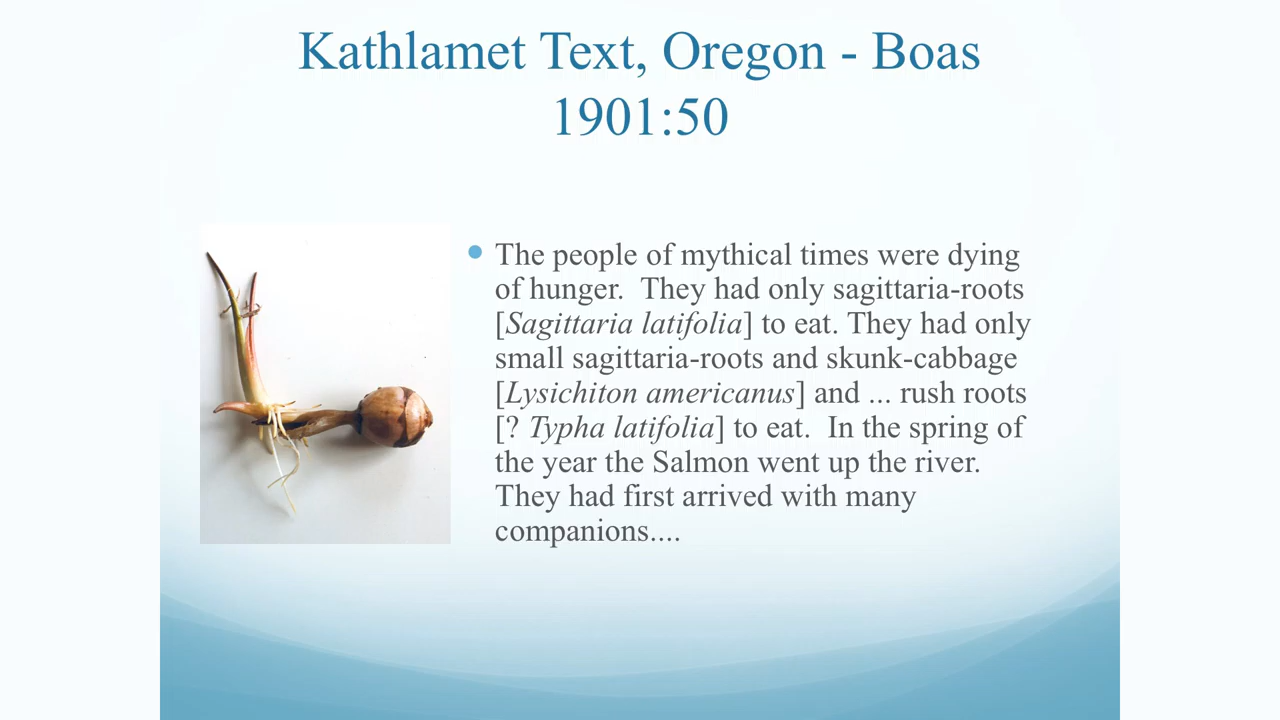 Kathlamet Text, Oregon - Boas
1901:50
The people of mythical times were dying
of hunger.  They had only sagittaria-roots
[Sagittaria latifolia] to eat. They had only
small sagittaria-roots and skunk-cabbage
[Lysichiton americanus] and ... rush roots
[? Typha latifolia] to eat.  In the spring of
the year the Salmon went up the river.
They had first arrived with many
companions....